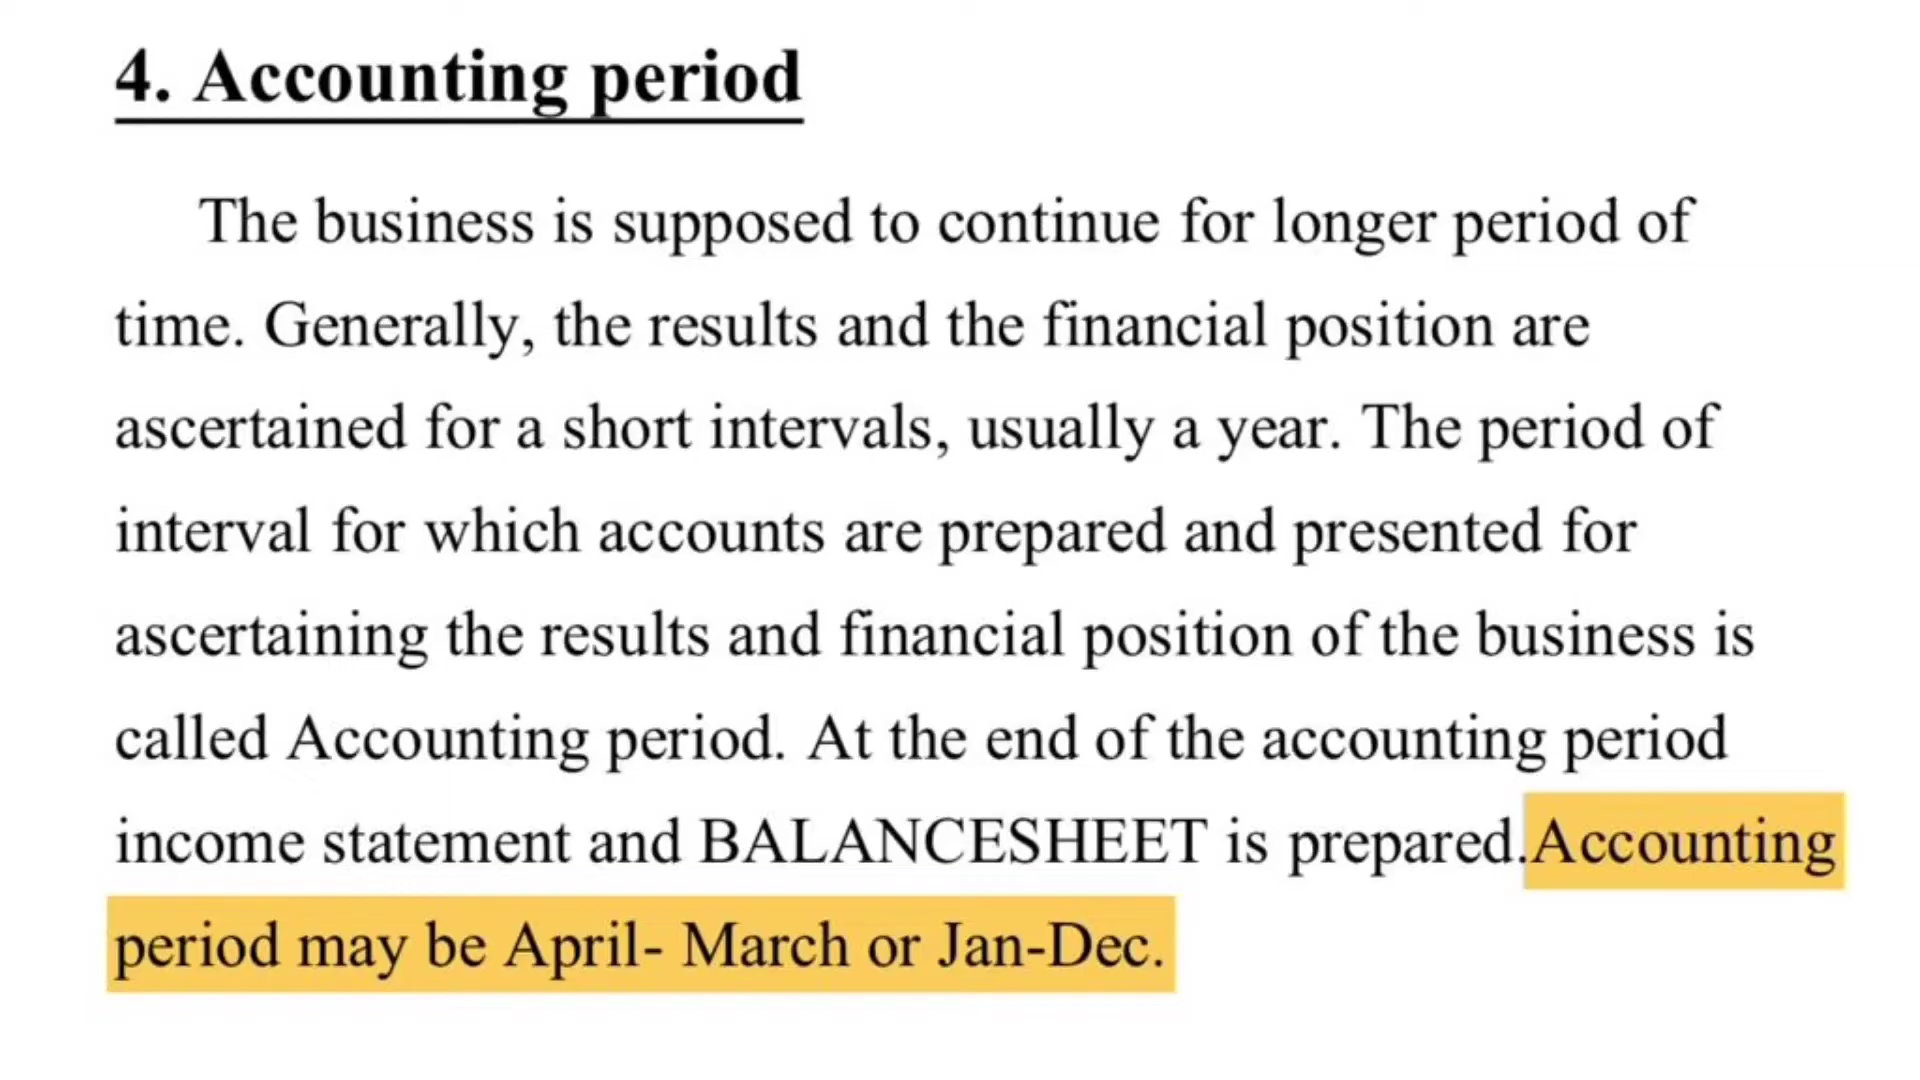 4. Accounting period
The business is supposed to continue for longer period of
time. Generally, the results and the financial position are
ascertained for a short intervals, usually a year. The period of
interval for which accounts are prepared and presented for
ascertaining the results and financial position of the business is
called Accounting period. At the end of the accounting period
income statement and BALANCESHEET is prepared.Accounting
period may be April- March or Jan-Dec.